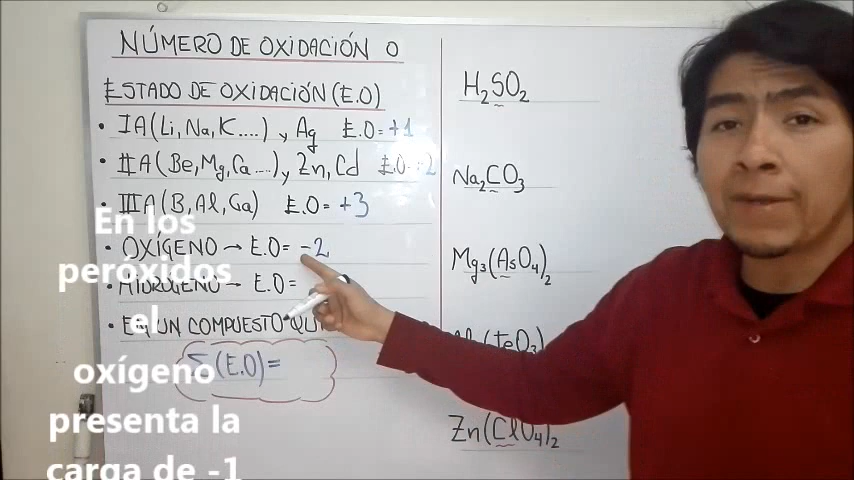 NÚMERO DE OXIDACIÓN O
ESTADO DE OXIDACIÓN (E.O)
• IA (Li, Na, K....) y Ag E.O = +1
• IIA (Be, Mg, Ca....) y Zn, Cd E.O = +2
• IIIA (B, Al, Ga) E.O = +3
• OXÍGENO → E.O = -2
• HIDRÓGENO → E.O =
• EN UN COMPUESTO
Σ (E.O) =
H₂SO₂
Na₂CO₃
Mg₃(AsO₄)₂
(TeO₃)
Zn(ClO₄)₂
En los
peróxidos
el
oxígeno
presenta la
carga de -1